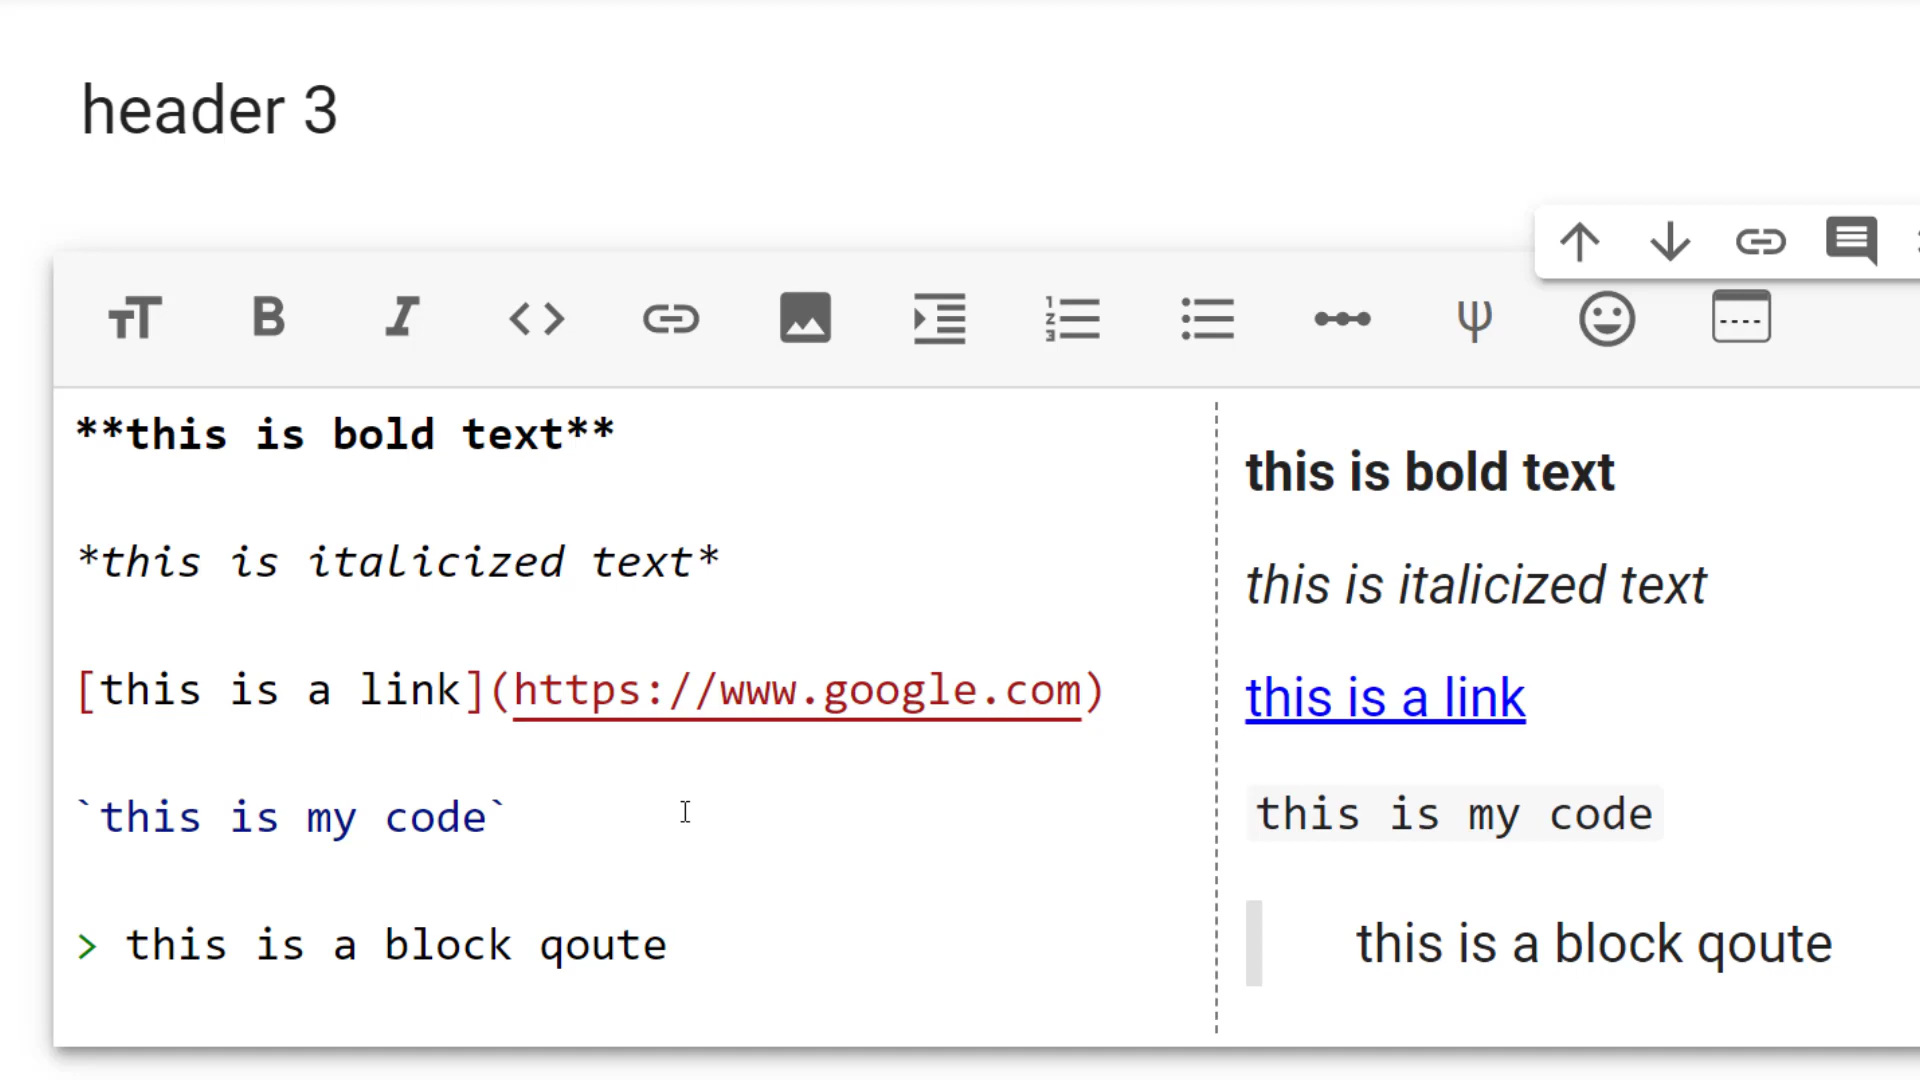 header 3
**this is bold text**
*this is italicized text*
[this is a link](https://www.google.com)
`this is my code`
> this is a block qoute
this is bold text
this is italicized text
this is a link
this is my code
this is a block qoute